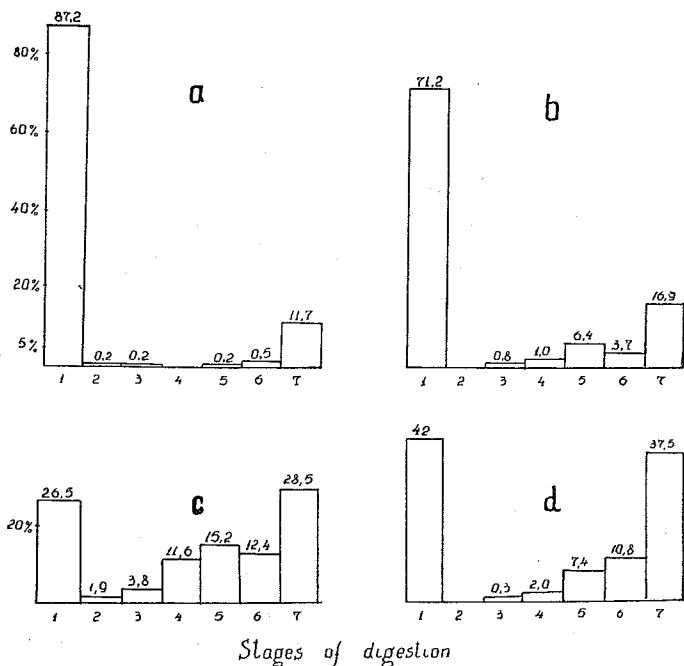 87,2
80%
60%
40%
20%
5%
a
0,2 0,2 0,2 0,5 11,7
1 2 3 4 5 6 7
71,2
b
0,8 1,0 6,4 3,7 16,9
1 2 3 4 5 6 7
26,5
20%
c
1,9 3,8 11,6 15,2 12,4 28,5
1 2 3 4 5 6 7
42
d
0,3 2,0 7,4 10,8 37,5
1 2 3 4 5 6 7
Stages of digestion